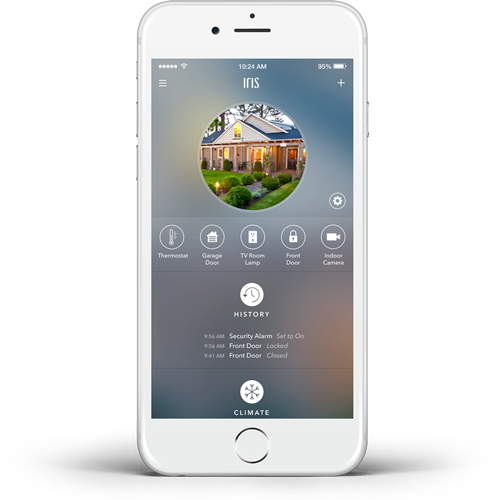 10:24 AM
95%
IRIS
Thermostat
Garage Door
TV Room Lamp
Front Door
Indoor Camera
HISTORY
9:56 AM Security Alarm Set to On
9:56 AM Front Door Locked
9:41 AM Front Door Closed
CLIMATE